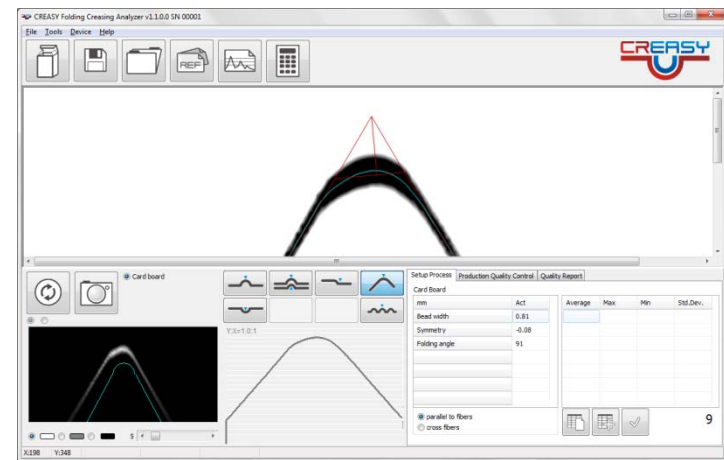 CREASY Folding Creasing Analyzer v1.1.0.0 SN 00001
File Tools Device Help
REF
CREASY
Card board
Y:X=1.0:1
S
Setup Process Production Quality Control Quality Report
Card Board
mm Act Average Max Min Std.Dev.
Bead width 0.81
Symmetry -0.08
Folding angle 91
parallel to fibers
cross fibers
9
X:198 Y:348